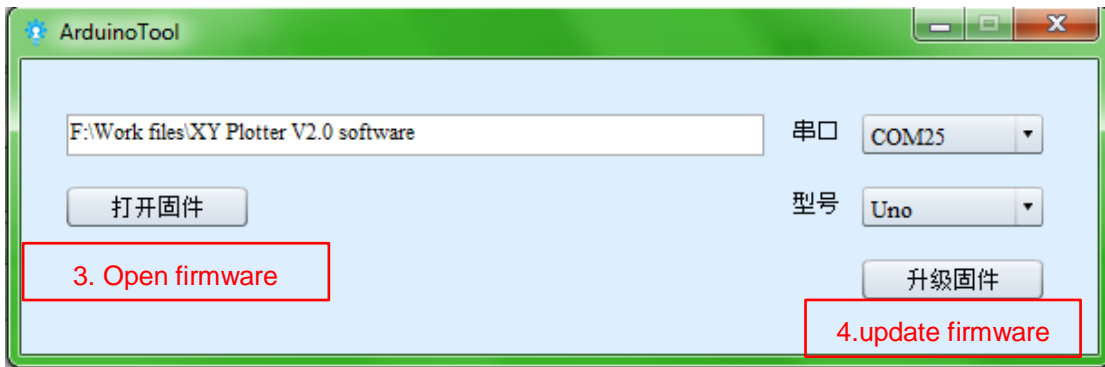 ArduinoTool
F:\Work files\XY Plotter V2.0 software
串口
COM25
打开固件
型号
Uno
3. Open firmware
升级固件
4.update firmware